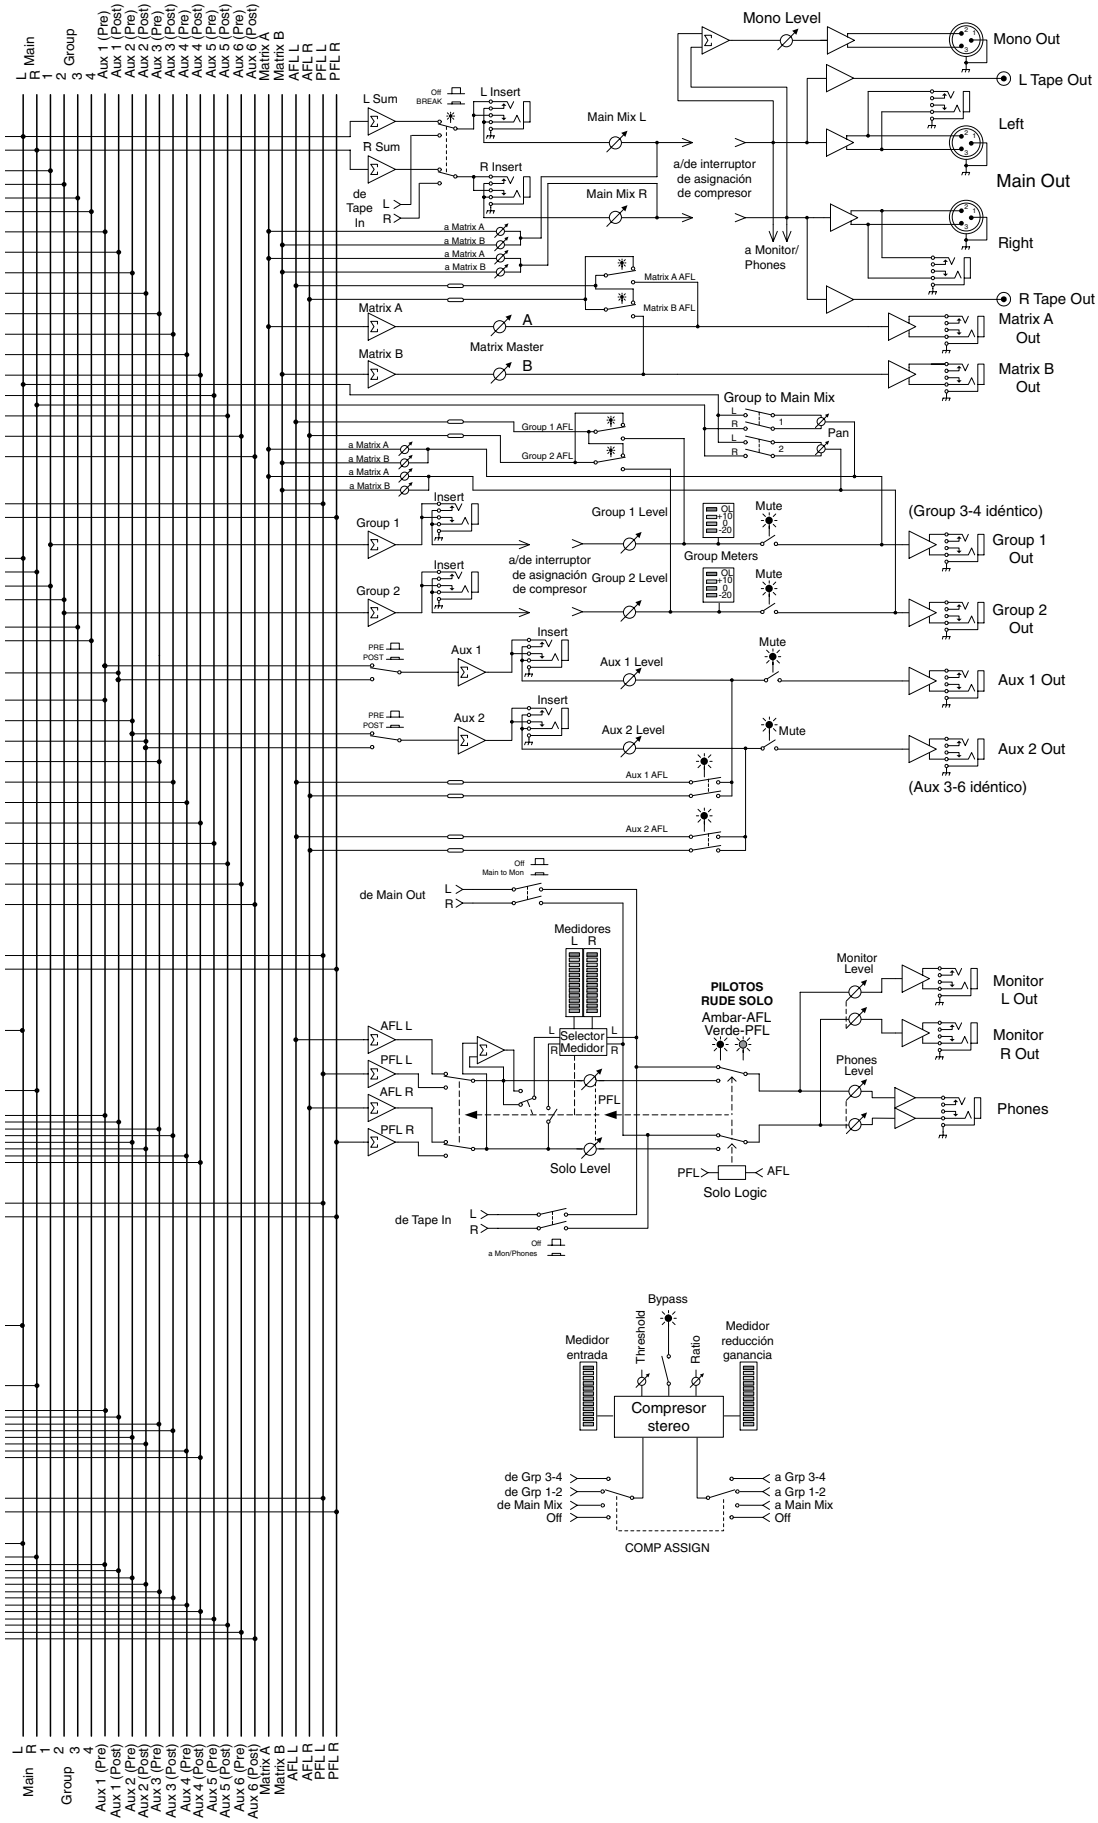 L
Main
R
1
2
Group
3
4
Aux 1 (Pre)
Aux 1 (Post)
Aux 2 (Pre)
Aux 2 (Post)
Aux 3 (Pre)
Aux 3 (Post)
Aux 4 (Pre)
Aux 4 (Post)
Aux 5 (Pre)
Aux 5 (Post)
Aux 6 (Pre)
Aux 6 (Post)
Matrix A
Matrix B
AFL L
AFL R
PFL L
PFL R
Mono Level
Σ
2
1
3
Mono Out
L Tape Out
Off
BREAK
L Insert
L Sum
Σ
Main Mix L
Left
2
1
3
R Sum
Σ
R Insert
a/de interruptor
de asignación
de compresor
Main Out
de
Tape
In
L
R
Main Mix R
2
1
3
a Matrix A
a Matrix B
a Matrix A
a Matrix B
a Monitor/
Phones
Right
Matrix A AFL
Matrix B AFL
R Tape Out
Matrix A
Σ
A
Matrix A
Out
Matrix Master
Matrix B
Σ
B
Matrix B
Out
Group to Main Mix
L
R
1
L
R
2
Pan
Group 1 AFL
Group 2 AFL
a Matrix A
a Matrix B
a Matrix A
a Matrix B
Insert
Group 1
Σ
Group 1 Level
OL
+10
0
-20
Mute
(Group 3-4 idéntico)
Group 1
Out
a/de interruptor
de asignación
de compresor
Group Meters
Insert
Group 2
Σ
Group 2 Level
OL
+10
0
-20
Mute
Group 2
Out
PRE
POST
Aux 1
Σ
Insert
Aux 1 Level
Mute
Aux 1 Out
PRE
POST
Aux 2
Σ
Insert
Aux 2 Level
Mute
Aux 2 Out
Aux 1 AFL
(Aux 3-6 idéntico)
Aux 2 AFL
Off
Main to Mon
de Main Out
L
R
Medidores
L R
Monitor
Level
PILOTOS
RUDE SOLO
Ambar-AFL
Verde-PFL
Monitor
L Out
AFL L
Σ
Σ
L
R
Selector
Medidor
L
R
Monitor
R Out
PFL L
Σ
Phones
Level
AFL R
Σ
PFL
Phones
PFL R
Σ
Solo Level
PFL
AFL
Solo Logic
de Tape In
L
R
Off
a Mon/Phones
Bypass
Medidor
entrada
Threshold
Ratio
Medidor
reducción
ganancia
Compresor
stereo
de Grp 3-4
de Grp 1-2
de Main Mix
Off
a Grp 3-4
a Grp 1-2
a Main Mix
Off
COMP ASSIGN
L
Main
R
1
2
Group
3
4
Aux 1 (Pre)
Aux 1 (Post)
Aux 2 (Pre)
Aux 2 (Post)
Aux 3 (Pre)
Aux 3 (Post)
Aux 4 (Pre)
Aux 4 (Post)
Aux 5 (Pre)
Aux 5 (Post)
Aux 6 (Pre)
Aux 6 (Post)
Matrix A
Matrix B
AFL L
AFL R
PFL L
PFL R